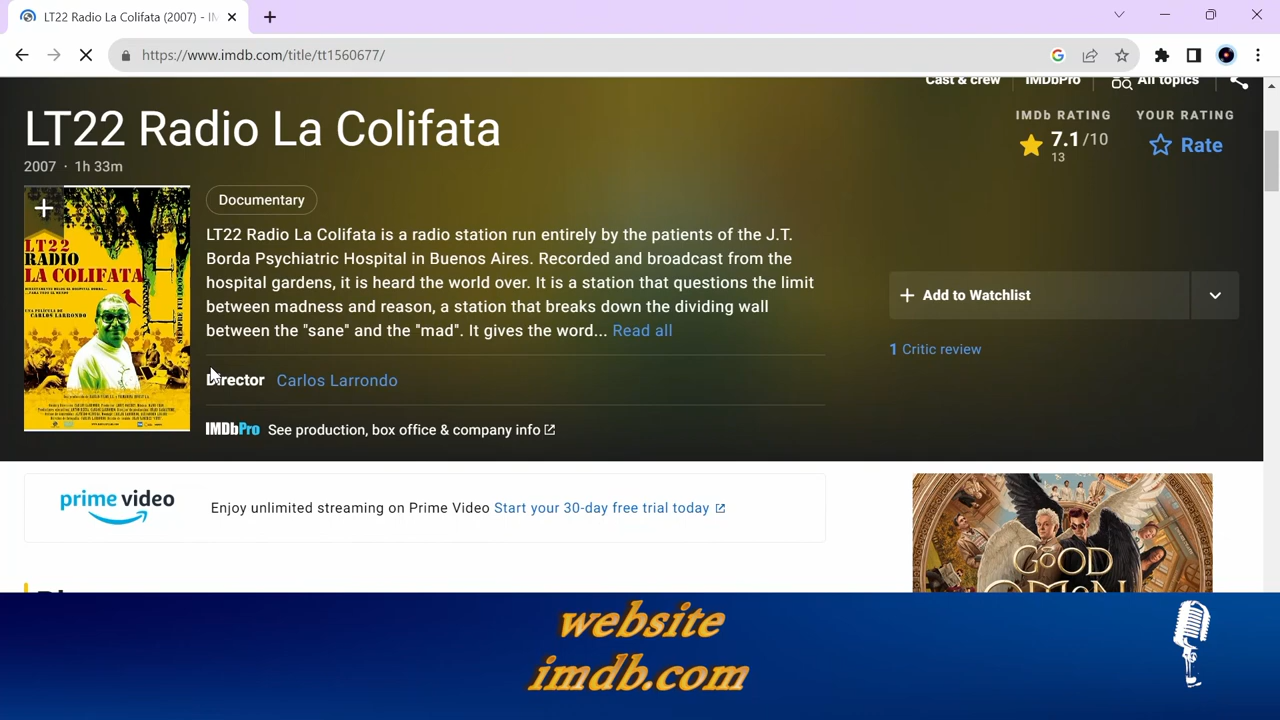 LT22 Radio La Colifata (2007) - IM
https://www.imdb.com/title/tt1560677/
Cast & crew
IMDbPro
All topics
LT22 Radio La Colifata
2007 · 1h 33m
IMDb RATING
7.1/10
13
YOUR RATING
Rate
LT22
RADIO
LA COLIFATA
CARLOS LARRONDO
SIEMPRE FUI LOCO
Documentary
LT22 Radio La Colifata is a radio station run entirely by the patients of the J.T.
Borda Psychiatric Hospital in Buenos Aires. Recorded and broadcast from the
hospital gardens, it is heard the world over. It is a station that questions the limit
between madness and reason, a station that breaks down the dividing wall
between the "sane" and the "mad". It gives the word... Read all
Add to Watchlist
1 Critic review
Director Carlos Larrondo
IMDbPro See production, box office & company info
prime video
Enjoy unlimited streaming on Prime Video Start your 30-day free trial today
GOOD
OMEN
website
imdb.com